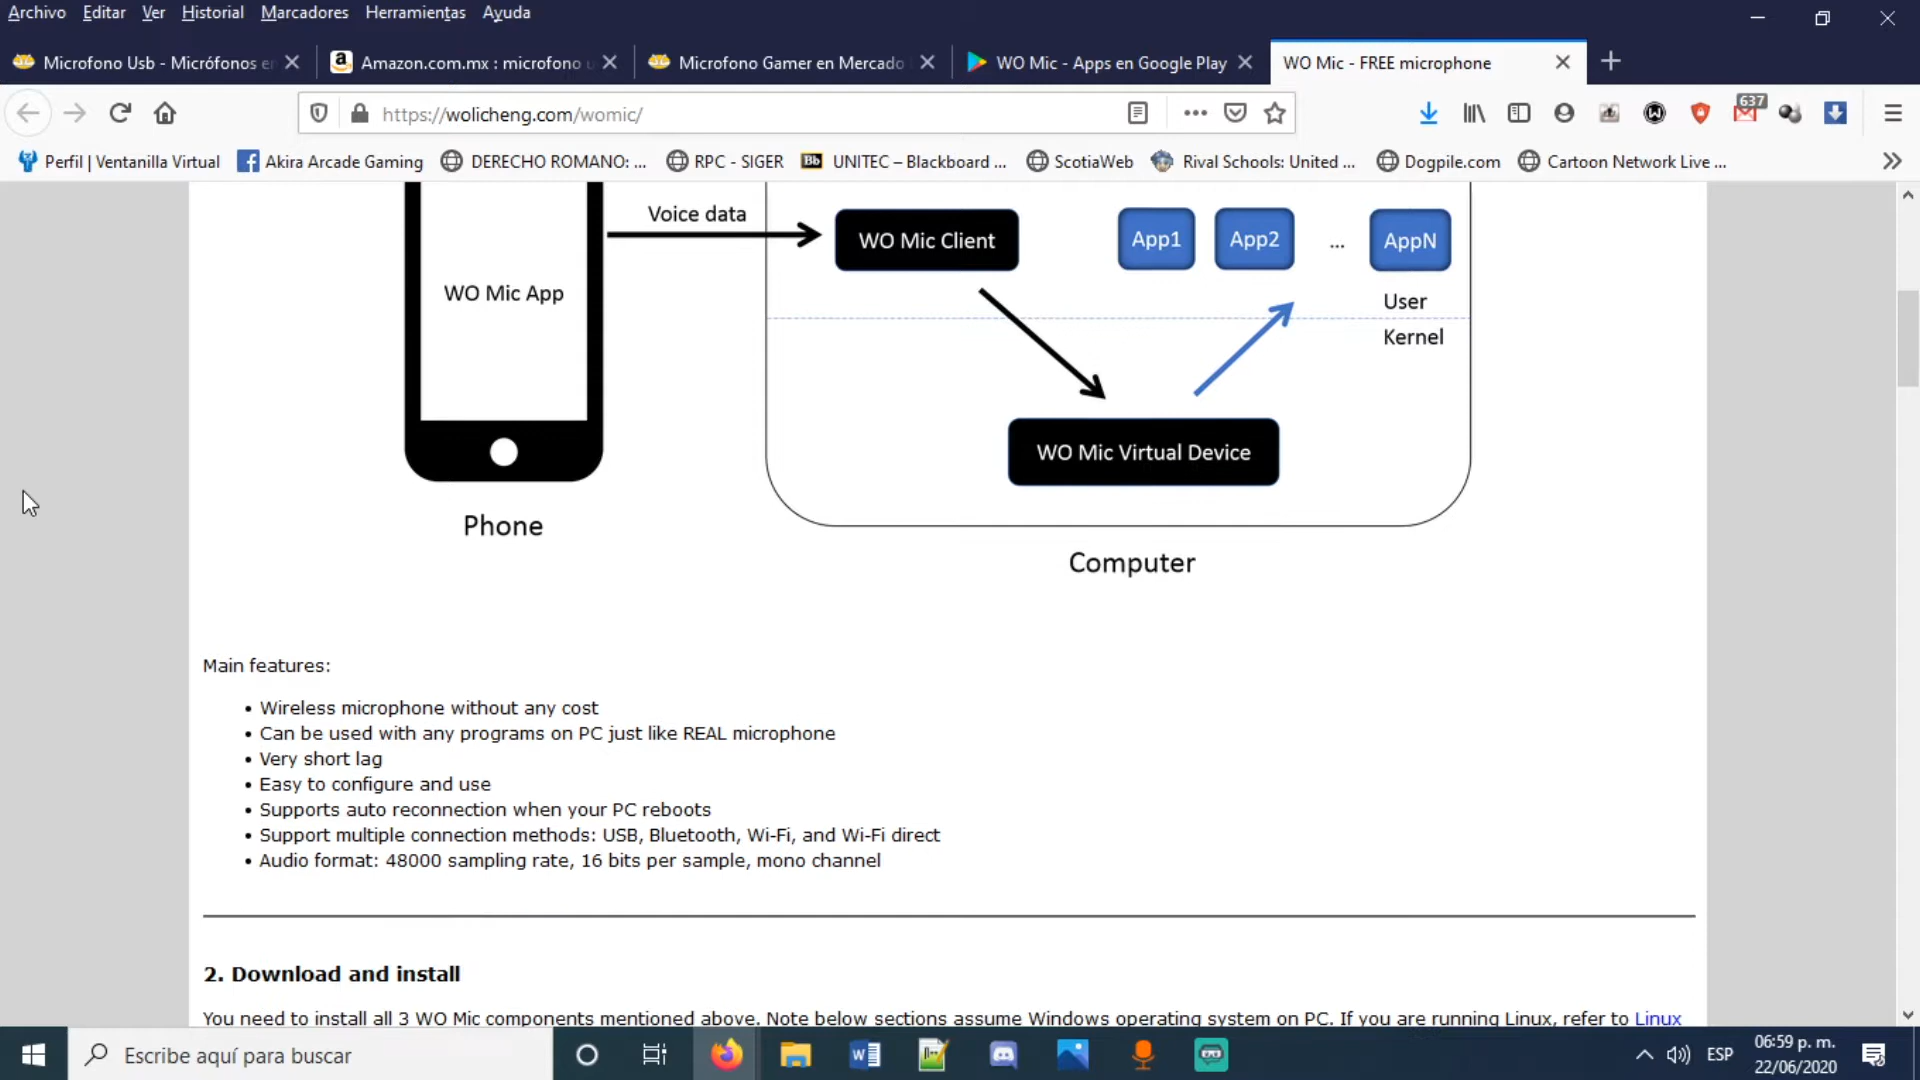 Archivo Editar Ver Historial Marcadores Herramientas Ayuda
Microfono Usb - Micrófonos en
Amazon.com.mx : microfono u
Microfono Gamer en Mercado
WO Mic - Apps en Google Play
WO Mic - FREE microphone
https://wolicheng.com/womic/
637
Perfil | Ventanilla Virtual
Akira Arcade Gaming
DERECHO ROMANO: ...
RPC - SIGER
Bb
UNITEC – Blackboard ...
ScotiaWeb
Rival Schools: United ...
Dogpile.com
Cartoon Network Live ...
Voice data
WO Mic Client
App1
App2
...
AppN
WO Mic App
User
Kernel
WO Mic Virtual Device
Phone
Computer
Main features:
• Wireless microphone without any cost
• Can be used with any programs on PC just like REAL microphone
• Very short lag
• Easy to configure and use
• Supports auto reconnection when your PC reboots
• Support multiple connection methods: USB, Bluetooth, Wi-Fi, and Wi-Fi direct
• Audio format: 48000 sampling rate, 16 bits per sample, mono channel
2. Download and install
You need to install all 3 WO Mic components mentioned above. Note below sections assume Windows operating system on PC. If you are running Linux, refer to Linux
Escribe aquí para buscar
ESP
06:59 p. m.
22/06/2020